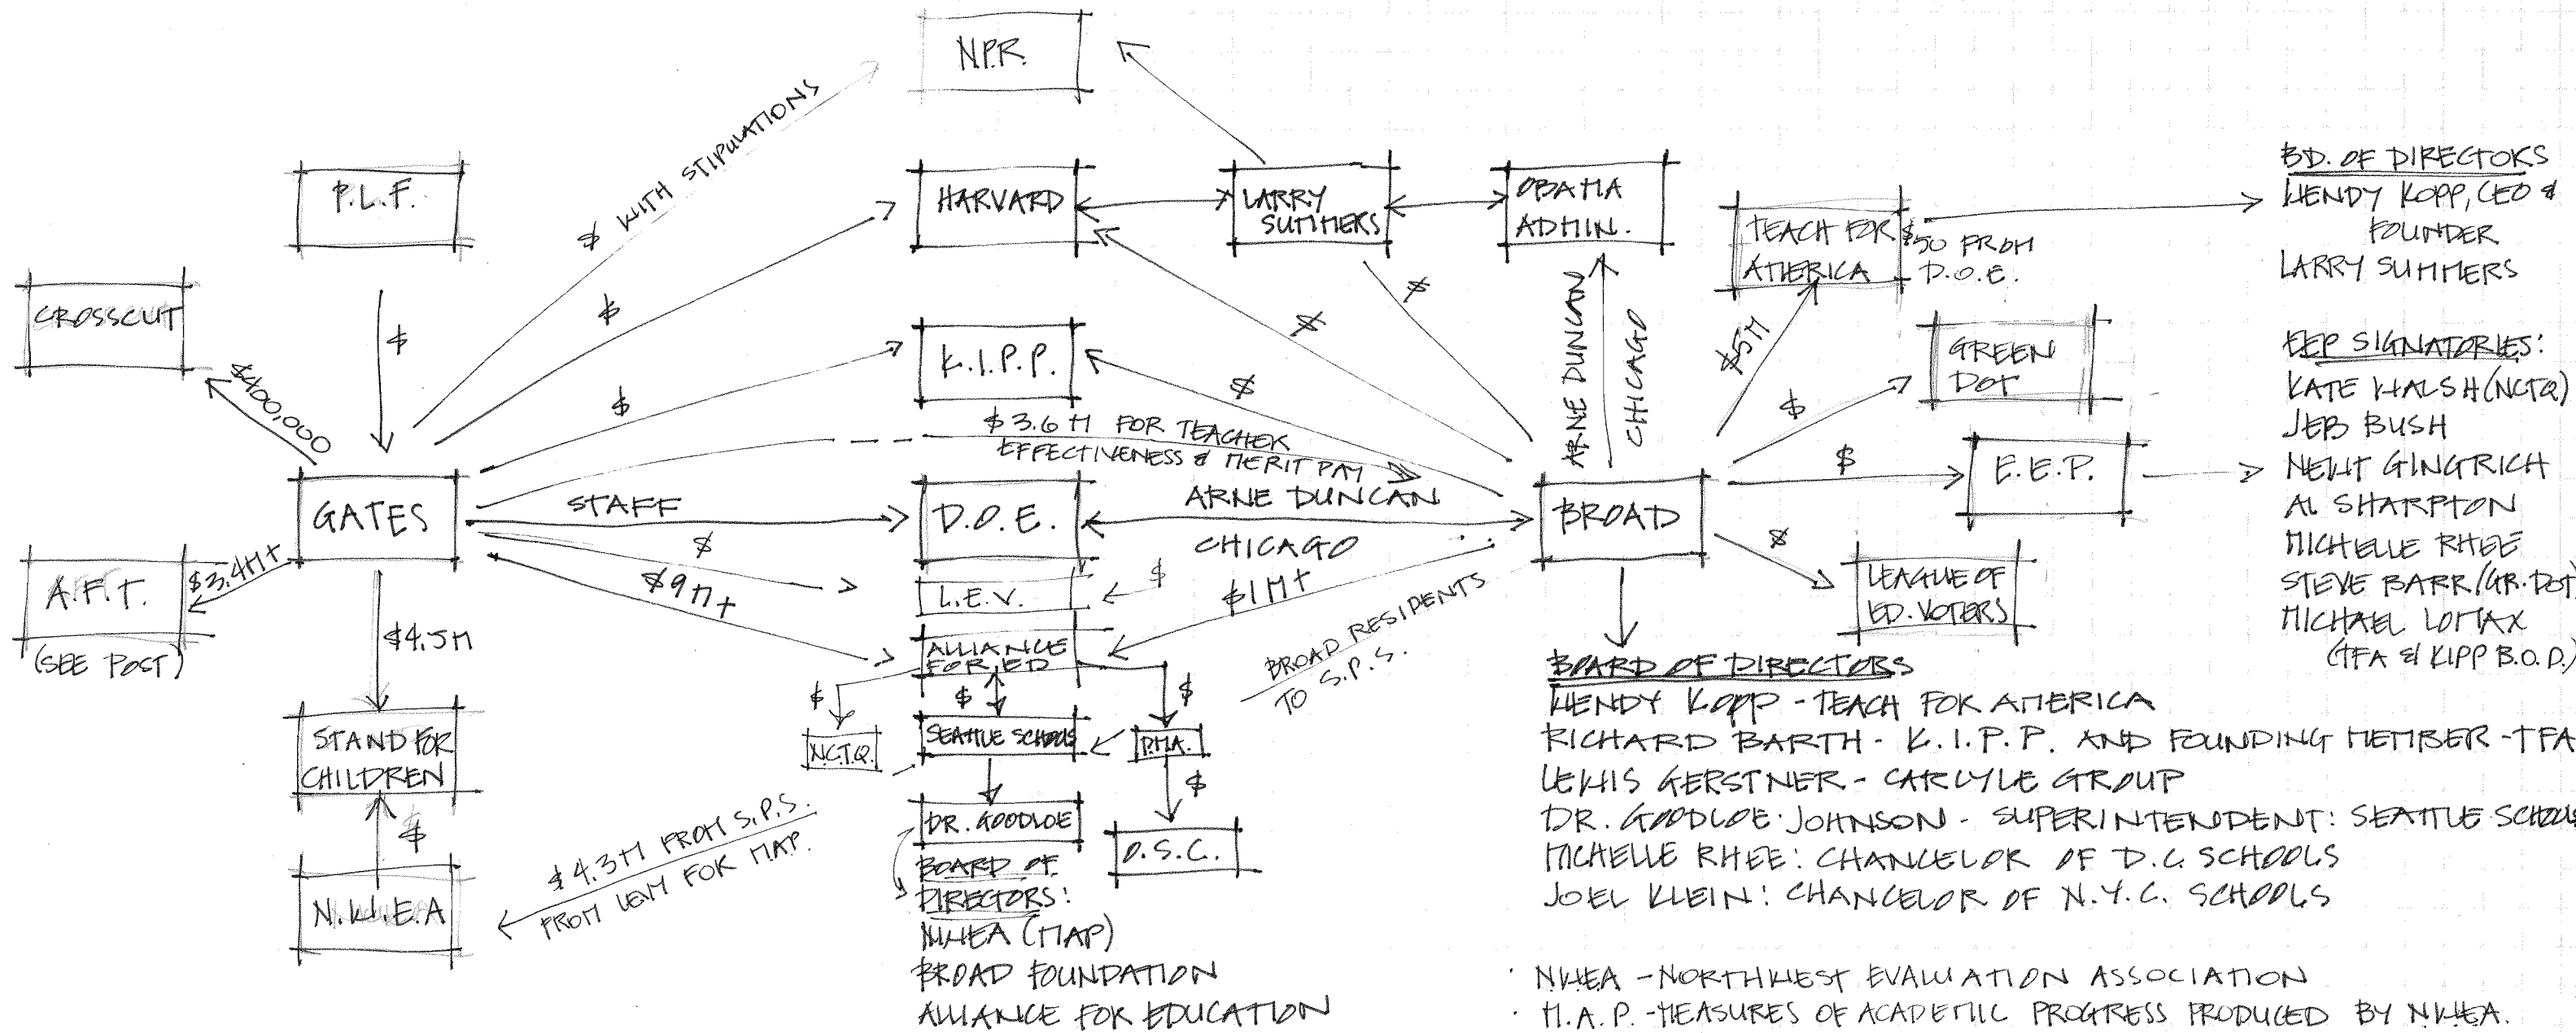 N.P.R.
$ WITH STIPULATIONS
P.L.F.
HARVARD
LARRY
SUMMERS
OBAMA
ADMIN.
TEACH FOR
AMERICA
$50 FROM
D.O.E.
BD. OF DIRECTORS
WENDY KOPP, CEO &
FOUNDER
LARRY SUMMERS
CROSSCUT
$400,000
$
$
$
$
ARNE DUNCAN
CHICAGO
$5M
GREEN
DOT
K.I.P.P.
$
$
$
$3.6M FOR TEACHER
EFFECTIVENESS & MERIT PAY
EEP SIGNATORIES:
KATE WALSH (NCTQ)
JEB BUSH
NEWT GINGRICH
AL SHARPTON
MICHELLE RHEE
STEVE BARR/(GR. DOT)
MICHAEL LOMAX
(TFA & KIPP B.O.D.)
GATES
STAFF
D.O.E.
ARNE DUNCAN
CHICAGO
BROAD
$
E.E.P.
A.F.T.
(SEE POST)
$3.4M+
$
$9M+
L.E.V.
$
$1M+
$
LEAGUE OF
ED. VOTERS
$4.5M
ALLIANCE
FOR ED
BROAD RESIDENTS
TO S.P.S.
$
$
$
STAND FOR
CHILDREN
N.C.T.Q.
SEATTLE SCHOOLS
D.M.A.
$
$
DR. GOODLOE
O.S.C.
N.W.E.A
$4.3M FROM S.P.S.
FROM LEVY FOR MAP.
BOARD OF
DIRECTORS:
NWEA (MAP)
BROAD FOUNDATION
ALLIANCE FOR EDUCATION
BOARD OF DIRECTORS
WENDY KOPP - TEACH FOR AMERICA
RICHARD BARTH - K.I.P.P. AND FOUNDING MEMBER - TFA
LEWIS GERSTNER - CARLYLE GROUP
DR. GOODLOE-JOHNSON - SUPERINTENDENT: SEATTLE SCHOOLS
MICHELLE RHEE: CHANCELOR OF D.C. SCHOOLS
JOEL KLEIN: CHANCELOR OF N.Y.C. SCHOOLS
· NWEA - NORTHWEST EVALUATION ASSOCIATION
· M.A.P. - MEASURES OF ACADEMIC PROGRESS PRODUCED BY NWEA.